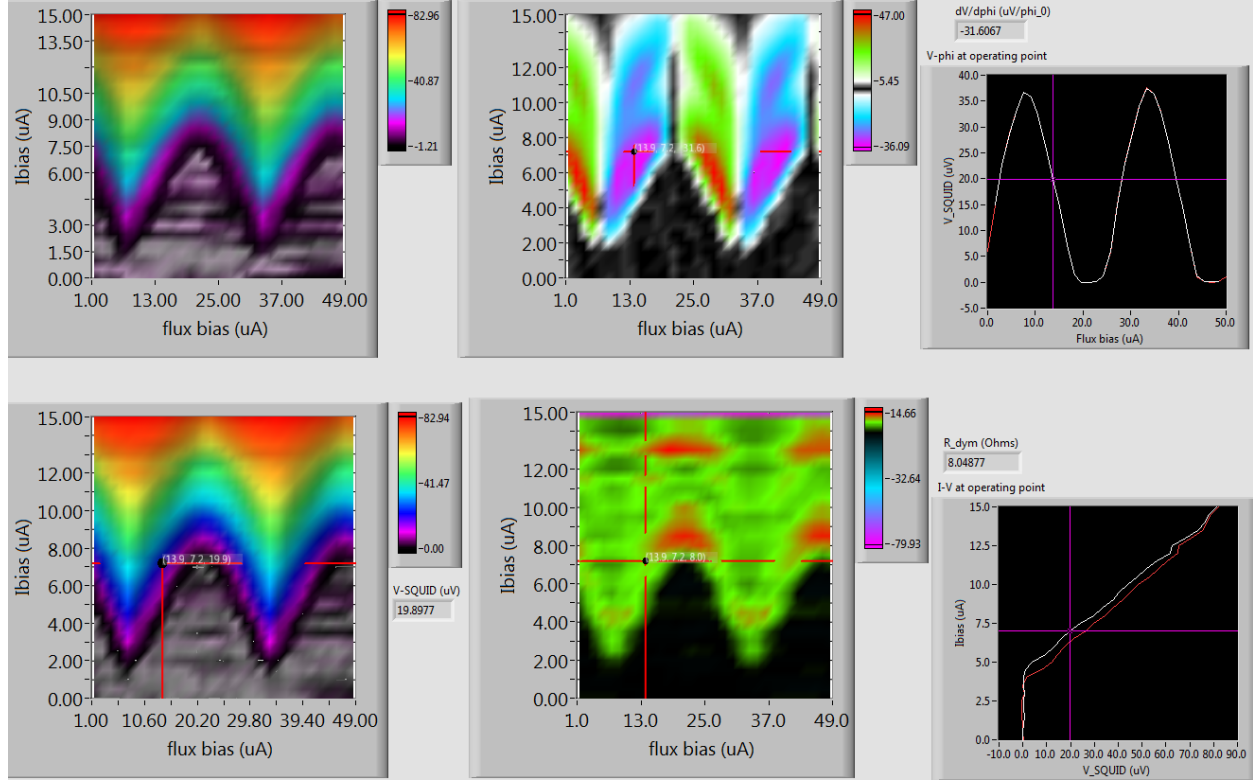 15.00
13.50
10.50
9.00
7.50
6.00
3.00
1.50
0.00
Ibias (uA)
1.00 13.00 25.00 37.00 49.00
flux bias (uA)
82.96
40.87
-1.21
15.00
12.00
10.00
8.00
6.00
4.00
2.00
0.00
Ibias (uA)
1.0 13.0 25.0 37.0 49.0
flux bias (uA)
47.00
5.45
-36.09
dV/dphi (uV/phi_0)
-31.6067
V-phi at operating point
40.0
35.0
30.0
25.0
20.0
15.0
10.0
5.0
0.0
-5.0
V_SQUID (uV)
0.0 10.0 20.0 30.0 40.0 50.0
Flux bias (uA)
15.00
12.00
10.00
8.00
6.00
4.00
2.00
0.00
Ibias (uA)
(13.9, 7.2, 19.9)
1.00 10.60 20.20 29.80 39.40 49.00
flux bias (uA)
82.94
41.47
0.00
V-SQUID (uV)
19.8977
15.00
12.00
10.00
8.00
6.00
4.00
2.00
0.00
Ibias (uA)
(13.9, 7.2, 8.0)
1.0 13.0 25.0 37.0 49.0
flux bias (uA)
14.66
-32.64
-79.93
R_dym (Ohms)
8.04877
I-V at operating point
15.0
12.5
10.0
7.5
5.0
2.5
0.0
Ibias (uA)
-10.0 0.0 10.0 20.0 30.0 40.0 50.0 60.0 70.0 80.0 90.0
V_SQUID (uv)